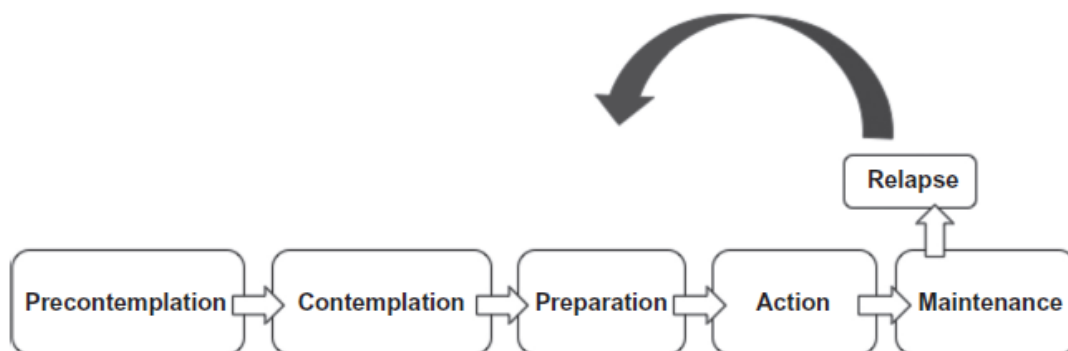 Relapse
Precontemplation
Contemplation
Preparation
Action
Maintenance